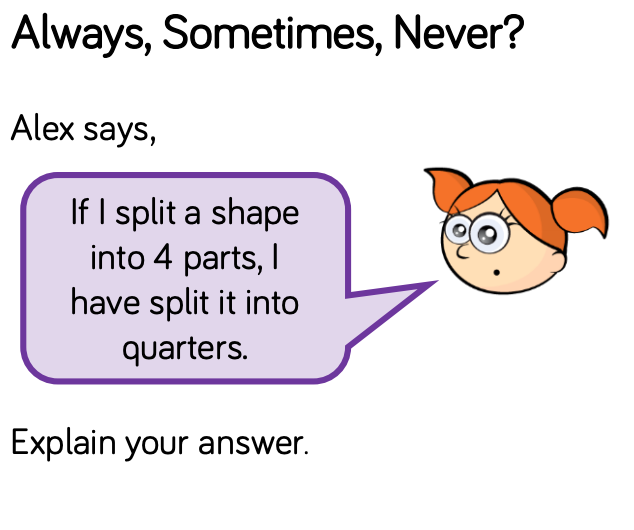 Always, Sometimes, Never?
Alex says,
If I split a shape
into 4 parts, I
have split it into
quarters.
Explain your answer.